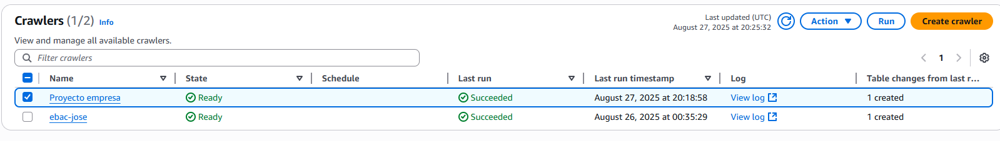 Crawlers (1/2) Info
Last updated (UTC)
August 27, 2025 at 20:25:32
Action
Run
Create crawler
View and manage all available crawlers.
Filter crawlers
1
Name State Schedule Last run Last run timestamp Log Table changes from last r...
Proyecto empresa Ready Succeeded August 27, 2025 at 20:18:58 View log 1 created
ebac-jose Ready Succeeded August 26, 2025 at 00:35:29 View log 1 created